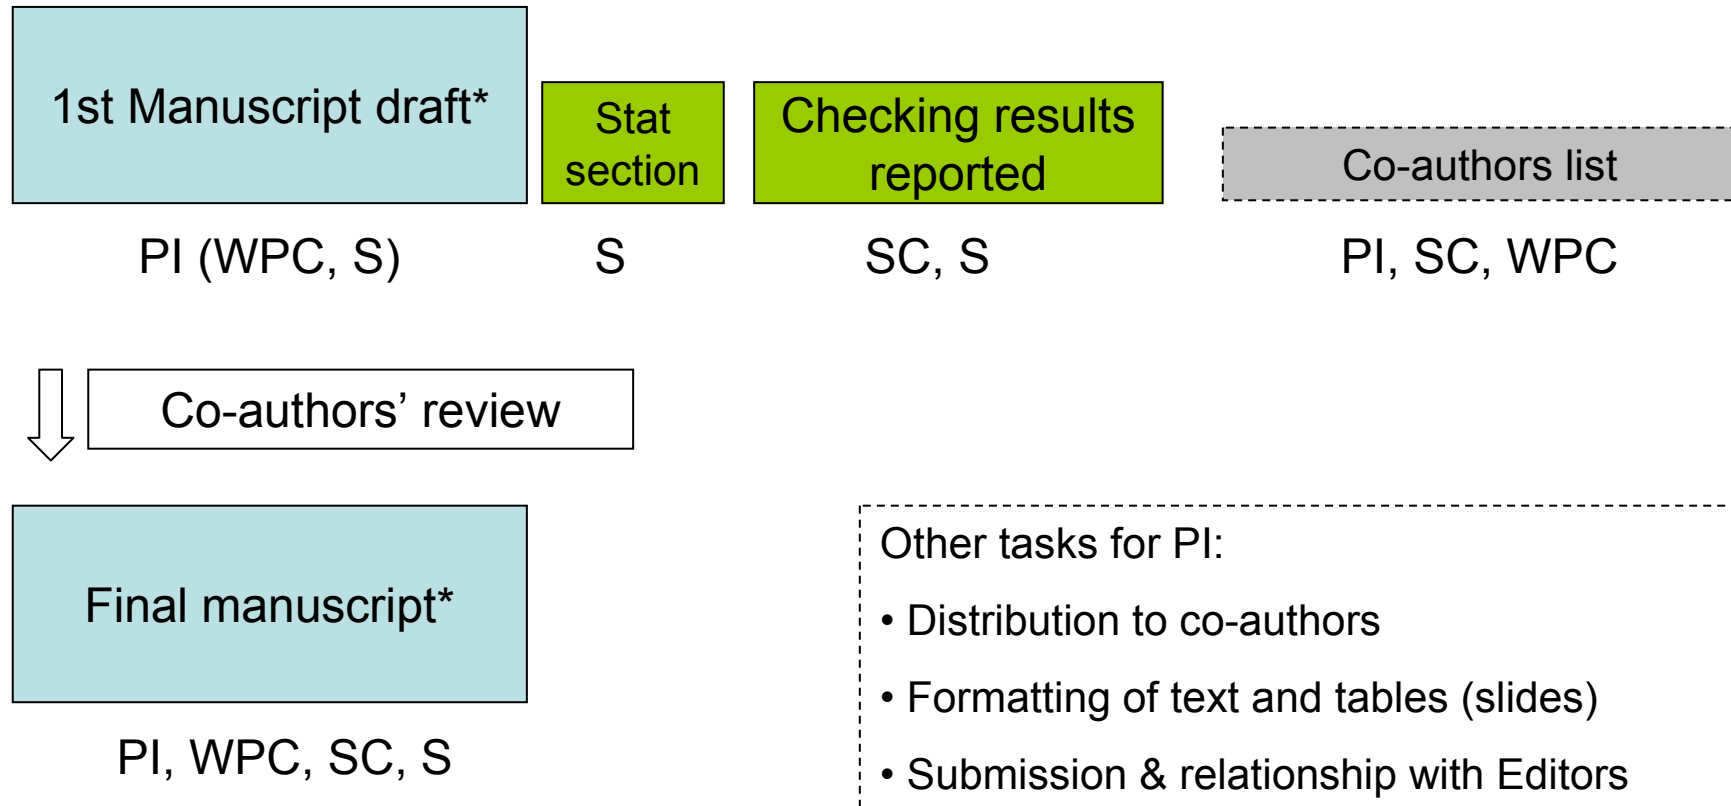 1st Manuscript draft*
Stat
section
Checking results
reported
Co-authors list
PI (WPC, S)
S
SC, S
PI, SC, WPC
Co-authors’ review
Final manuscript*
PI, WPC, SC, S
Other tasks for PI:
• Distribution to co-authors
• Formatting of text and tables (slides)
• Submission & relationship with Editors